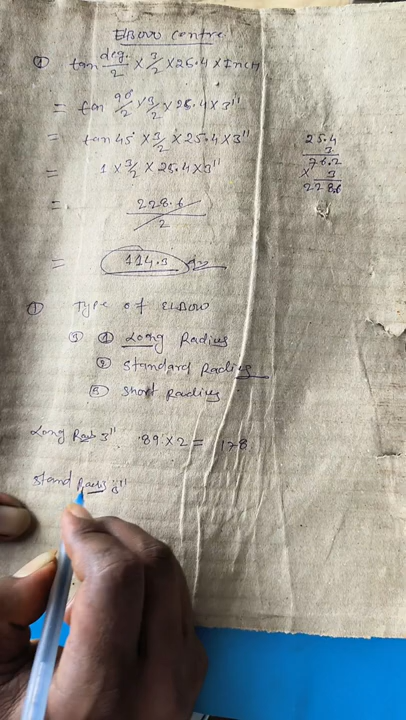 Elbow centre
① tan deg./2 × 3/2 × 25.4 × Inch
= tan 90°/2 × 3/2 × 25.4 × 3"
= tan 45° × 3/2 × 25.4 × 3"
= 1 × 3/2 × 25.4 × 3"
= 228.6/2
= 114.3
25.4
3
76.2
× 3
228.6
① Type of Elbow
③ ① Long Radius
② Standard Radius
③ Short Radius
Long Rads 3" 89 × 2 = 178
Stand Rads 3"